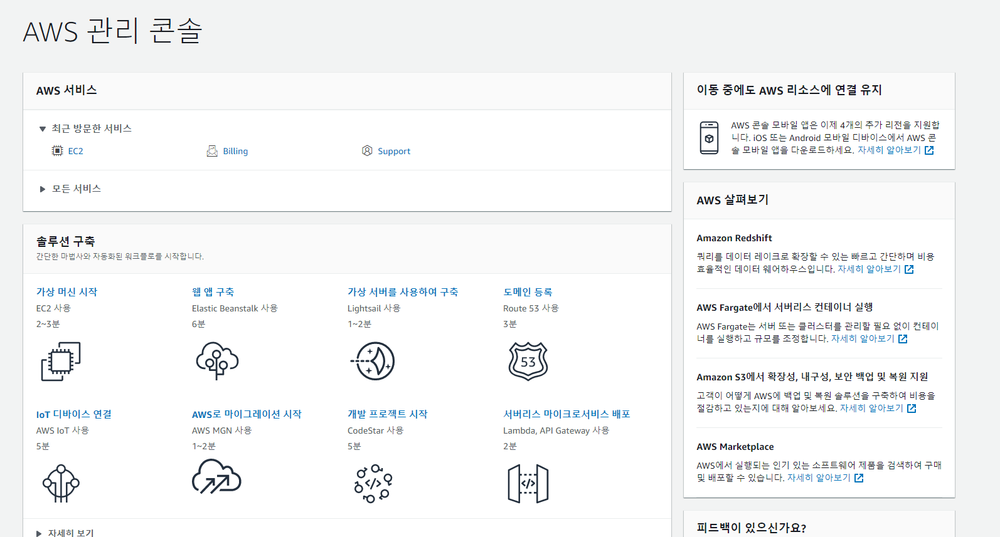 AWS 관리 콘솔
AWS 서비스
최근 방문한 서비스
EC2
Billing
Support
모든 서비스
솔루션 구축
간단한 마법사와 자동화된 워크플로를 시작합니다.
가상 머신 시작
EC2 사용
2~3분
웹 앱 구축
Elastic Beanstalk 사용
6분
가상 서버를 사용하여 구축
Lightsail 사용
1~2분
도메인 등록
Route 53 사용
3분
53
IoT 디바이스 연결
AWS IoT 사용
5분
AWS로 마이그레이션 시작
AWS MGN 사용
1~2분
개발 프로젝트 시작
CodeStar 사용
5분
</>
서버리스 마이크로서비스 배포
Lambda, API Gateway 사용
2분
</>
자세히 보기
이동 중에도 AWS 리소스에 연결 유지
AWS 콘솔 모바일 앱은 이제 4개의 추가 리전을 지원합
니다. iOS 또는 Android 모바일 디바이스에서 AWS 콘
솔 모바일 앱을 다운로드하세요. 자세히 알아보기
AWS 살펴보기
Amazon Redshift
쿼리를 데이터 레이크로 확장할 수 있는 빠르고 간단하며 비용
효율적인 데이터 웨어하우스입니다. 자세히 알아보기
AWS Fargate에서 서버리스 컨테이너 실행
AWS Fargate는 서버 또는 클러스터를 관리할 필요 없이 컨테이
너를 실행하고 규모를 조정합니다. 자세히 알아보기
Amazon S3에서 확장성, 내구성, 보안 백업 및 복원 지원
고객이 어떻게 AWS에 백업 및 복원 솔루션을 구축하여 비용을
절감하고 있는지에 대해 알아보세요. 자세히 알아보기
AWS Marketplace
AWS에서 실행되는 인기 있는 소프트웨어 제품을 검색하여 구매
및 배포할 수 있습니다. 자세히 알아보기
피드백이 있으신가요?